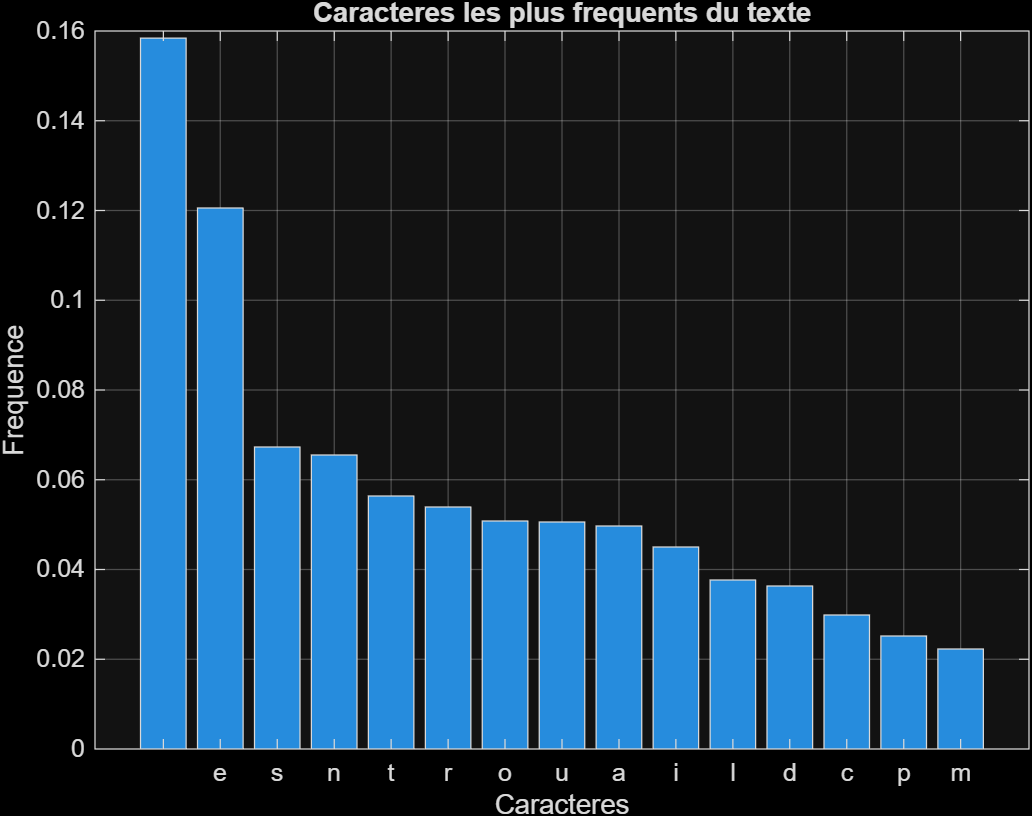 Caracteres les plus frequents du texte
0.16
0.14
0.12
0.1
0.08
0.06
0.04
0.02
0
Frequence
e s n t r o u a i l d c p m
Caracteres